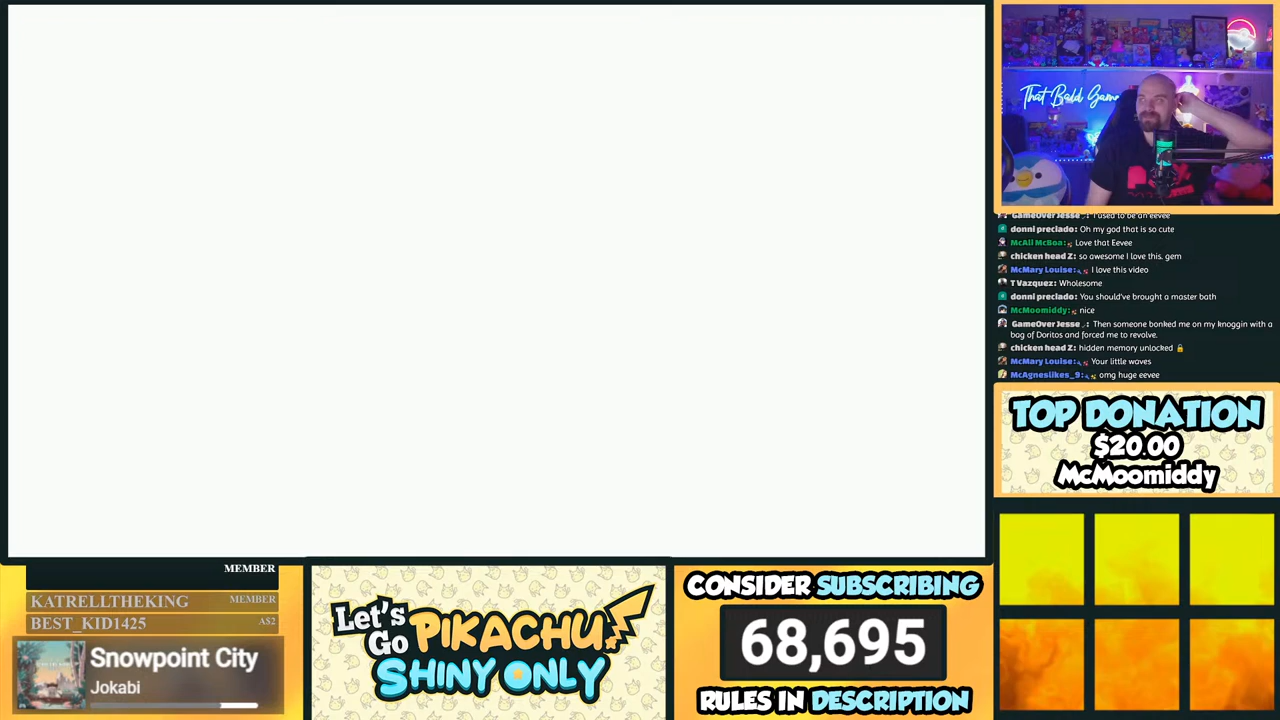 That Bald Game
GameOver Jesse: I used to be an eevee
donni preciado: Oh my god that is so cute
McAli McBoa: Love that Eevee
chicken head Z: so awesome I love this. gem
McMary Louise: I love this video
T Vazquez: Wholesome
donni preciado: You should've brought a master bath
McMoomiddy: nice
GameOver Jesse: Then someone bonked me on my knoggin with a
bag of Doritos and forced me to revolve.
chicken head Z: hidden memory unlocked
McMary Louise: Your little waves
McAgneslikes_9: omg huge eevee
TOP DONATION
$20.00
McMoomiddy
MEMBER
KATRELLTHEKING MEMBER
BEST_KID1425 A$2
Snowpoint City
Jokabi
Let's
Go PIKACHU!
SHINY ONLY
CONSIDER SUBSCRIBING
68,695
RULES IN DESCRIPTION